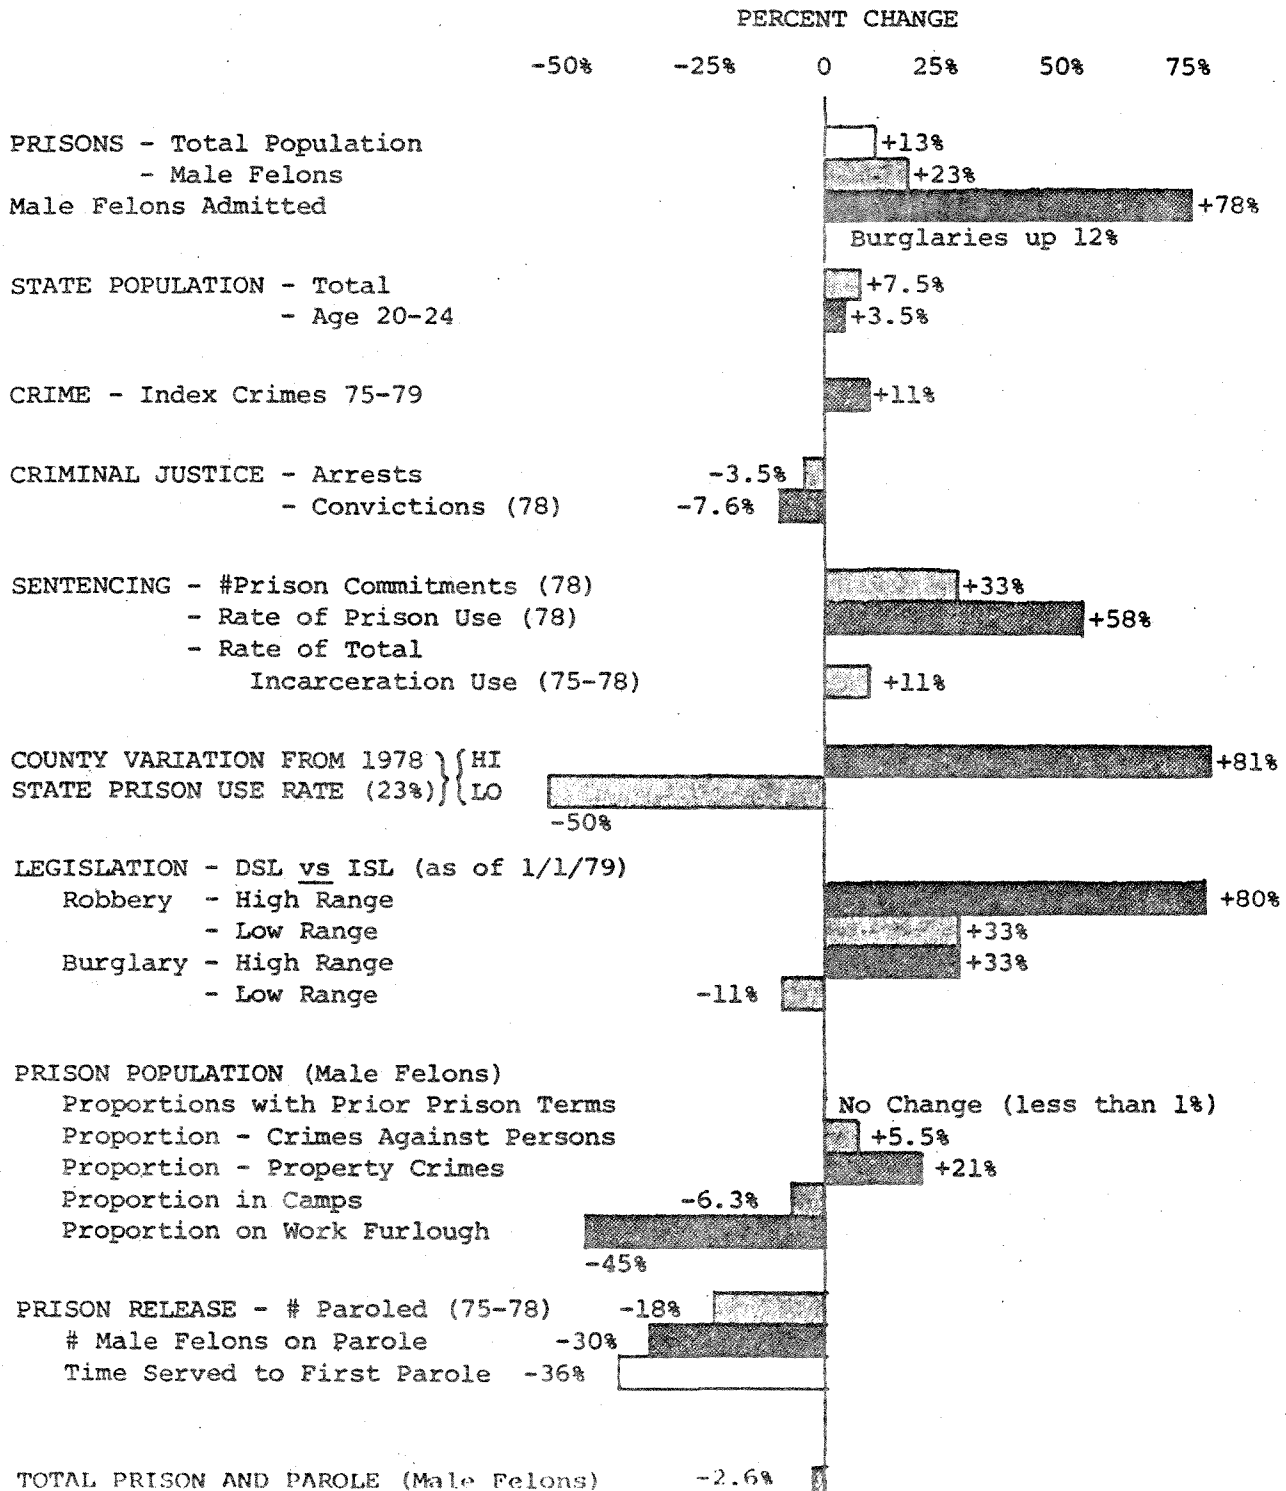 PERCENT CHANGE
-50% -25% 0 25% 50% 75%
PRISONS - Total Population +13%
- Male Felons +23%
Male Felons Admitted +78%
Burglaries up 12%
STATE POPULATION - Total +7.5%
- Age 20-24 +3.5%
CRIME - Index Crimes 75-79 +11%
CRIMINAL JUSTICE - Arrests -3.5%
- Convictions (78) -7.6%
SENTENCING - #Prison Commitments (78) +33%
- Rate of Prison Use (78) +58%
- Rate of Total
Incarceration Use (75-78) +11%
COUNTY VARIATION FROM 1978 } { HI +81%
STATE PRISON USE RATE (23%) } { LO
-50%
LEGISLATION - DSL vs ISL (as of 1/1/79)
Robbery - High Range +80%
- Low Range +33%
Burglary - High Range +33%
- Low Range -11%
PRISON POPULATION (Male Felons)
Proportions with Prior Prison Terms No Change (less than 1%)
Proportion - Crimes Against Persons +5.5%
Proportion - Property Crimes +21%
Proportion in Camps -6.3%
Proportion on Work Furlough
-45%
PRISON RELEASE - # Paroled (75-78) -18%
# Male Felons on Parole -30%
Time Served to First Parole -36%
TOTAL PRISON AND PAROLE (Male Felons) -2.6%